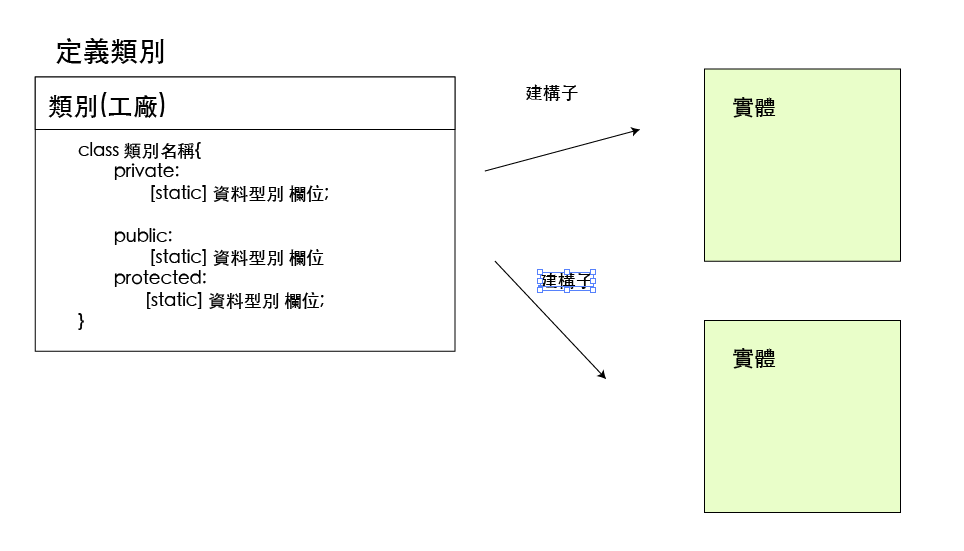 定義類別
類別(工廠)
class 類別名稱{
private:
[static] 資料型別 欄位;
public:
[static] 資料型別 欄位
protected:
[static] 資料型別 欄位;
}
建構子
建構子
實體
實體